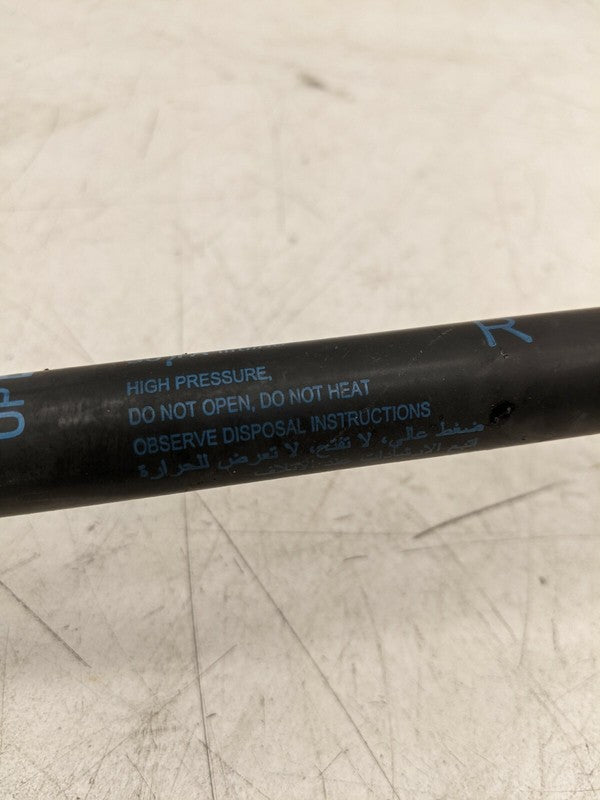 UP
R
HIGH PRESSURE,
DO NOT OPEN, DO NOT HEAT
OBSERVE DISPOSAL INSTRUCTIONS
ضغط عالي، لا تفتح، لا تعرض للحرارة